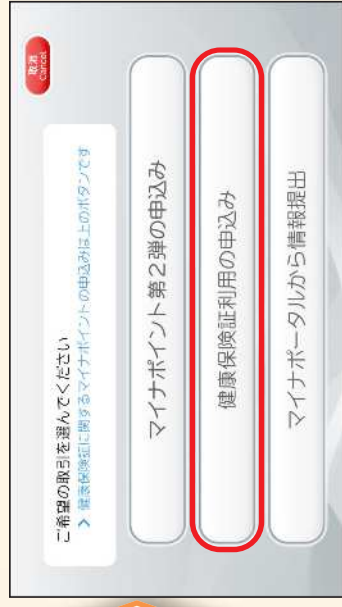 取消
Cancel
ご希望の取引を選んでください
> 健康保険証に関するマイナポイントの申込みは上のボタンです
マイナポイント第2弾の申込み
健康保険証利用の申込み
マイナポータルから情報提出